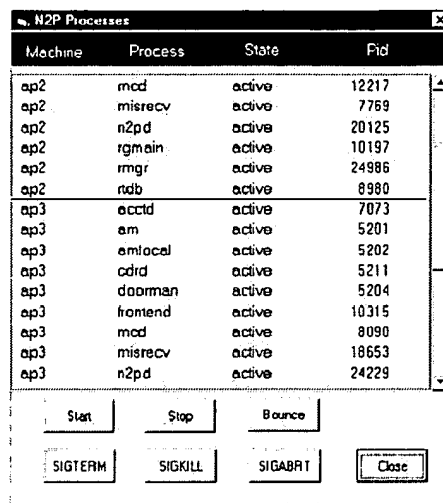 N2P Processes
Machine Process State Pid
ap2 mcd active 12217
ap2 misrecv active 7769
ap2 n2pd active 20125
ap2 rgmain active 10197
ap2 rmgr active 24986
ap2 rtdb active 8980
ap3 acctd active 7073
ap3 am active 5201
ap3 amlocal active 5202
ap3 cdrd active 5211
ap3 doorman active 5204
ap3 frontend active 10315
ap3 mcd active 8090
ap3 misrecv active 18653
ap3 n2pd active 24229
Start Stop Bounce
SIGTERM SIGKILL SIGABRT Close